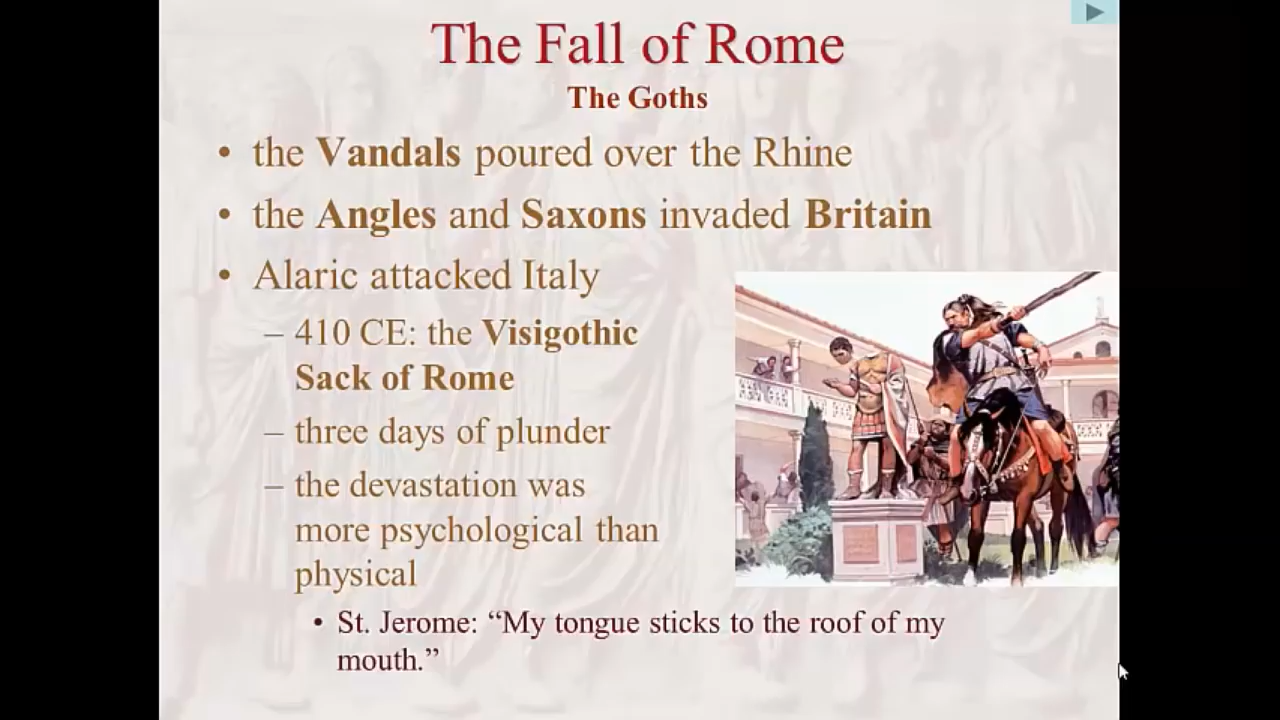 The Fall of Rome
The Goths
• the Vandals poured over the Rhine
• the Angles and Saxons invaded Britain
• Alaric attacked Italy
– 410 CE: the Visigothic
Sack of Rome
– three days of plunder
– the devastation was
more psychological than
physical
• St. Jerome: “My tongue sticks to the roof of my
mouth.”